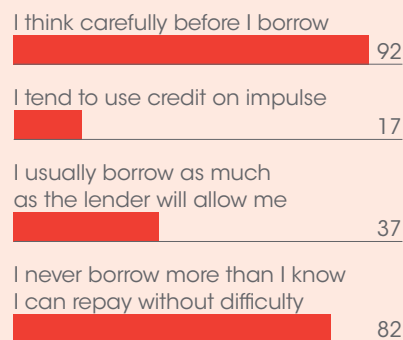 I think carefully before I borrow
92
I tend to use credit on impulse
17
I usually borrow as much
as the lender will allow me
37
I never borrow more than I know
I can repay without difficulty
82